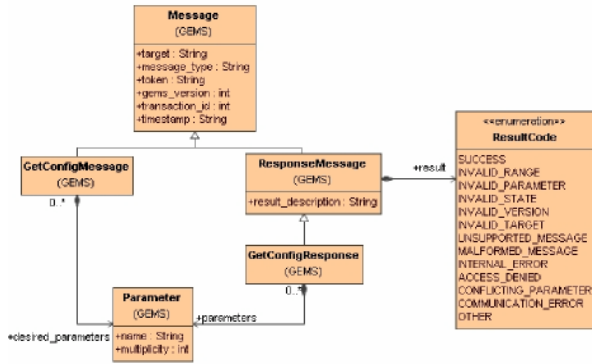 Message
(GEMS)
+target : String
+message_type : String
+token : String
+gems_version : int
+transaction_id : int
+timestamp : String
<<enumeration>>
ResultCode
SUCCESS
INVALID_RANGE
INVALID_PARAMETER
INVALID_STATE
INVALID_VERSION
INVALID_TARGET
UNSUPPORTED_MESSAGE
MALFORMED_MESSAGE
INTERNAL_ERROR
ACCESS_DENIED
CONFLICTING_PARAMETER
COMMUNICATION_ERROR
OTHER
GetConfigMessage
(GEMS)
0..*
ResponseMessage
(GEMS)
+result_description : String
+result
GetConfigResponse
(GEMS)
0..*
Parameter
(GEMS)
+name : String
+multiplicity : int
+desired_parameters
+parameters